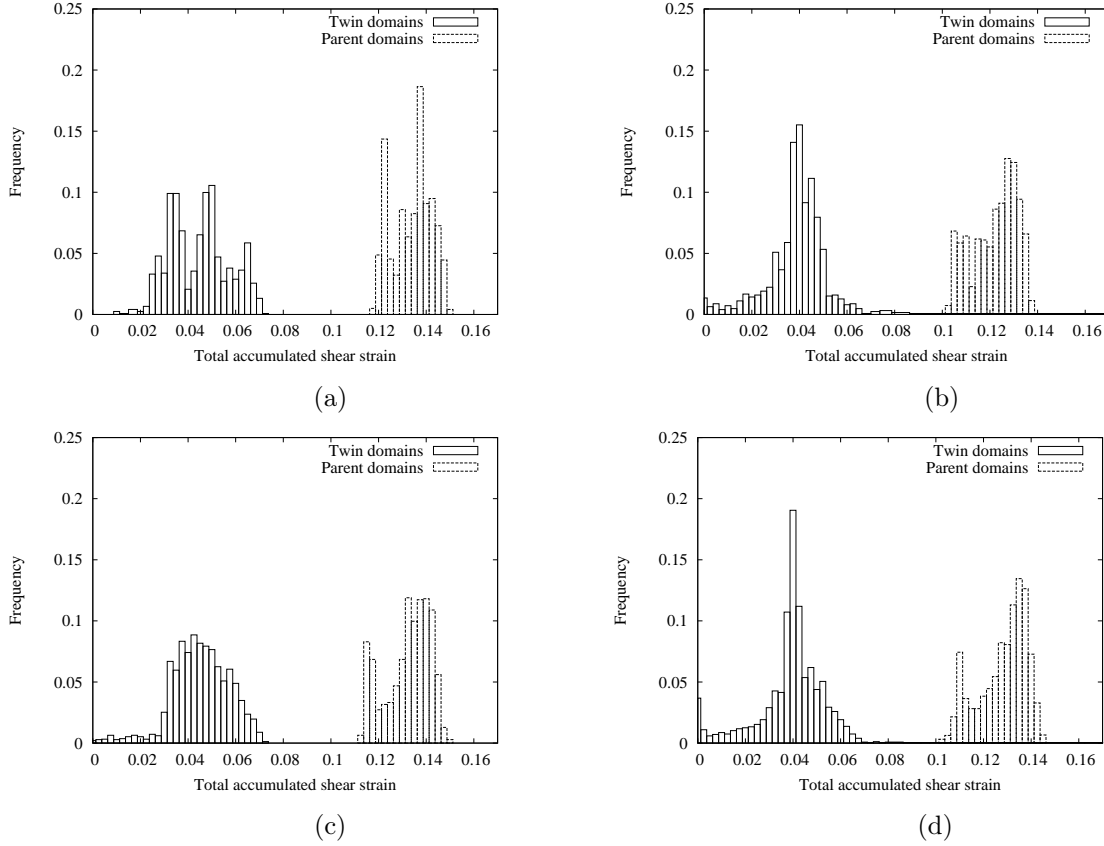 0.25
0.2
0.15
0.1
0.05
0
0 0.02 0.04 0.06 0.08 0.1 0.12 0.14 0.16
Frequency
Total accumulated shear strain
Twin domains
Parent domains
(a)
0.25
0.2
0.15
0.1
0.05
0
0 0.02 0.04 0.06 0.08 0.1 0.12 0.14 0.16
Frequency
Total accumulated shear strain
Twin domains
Parent domains
(b)
0.25
0.2
0.15
0.1
0.05
0
0 0.02 0.04 0.06 0.08 0.1 0.12 0.14 0.16
Frequency
Total accumulated shear strain
Twin domains
Parent domains
(c)
0.25
0.2
0.15
0.1
0.05
0
0 0.02 0.04 0.06 0.08 0.1 0.12 0.14 0.16
Frequency
Total accumulated shear strain
Twin domains
Parent domains
(d)